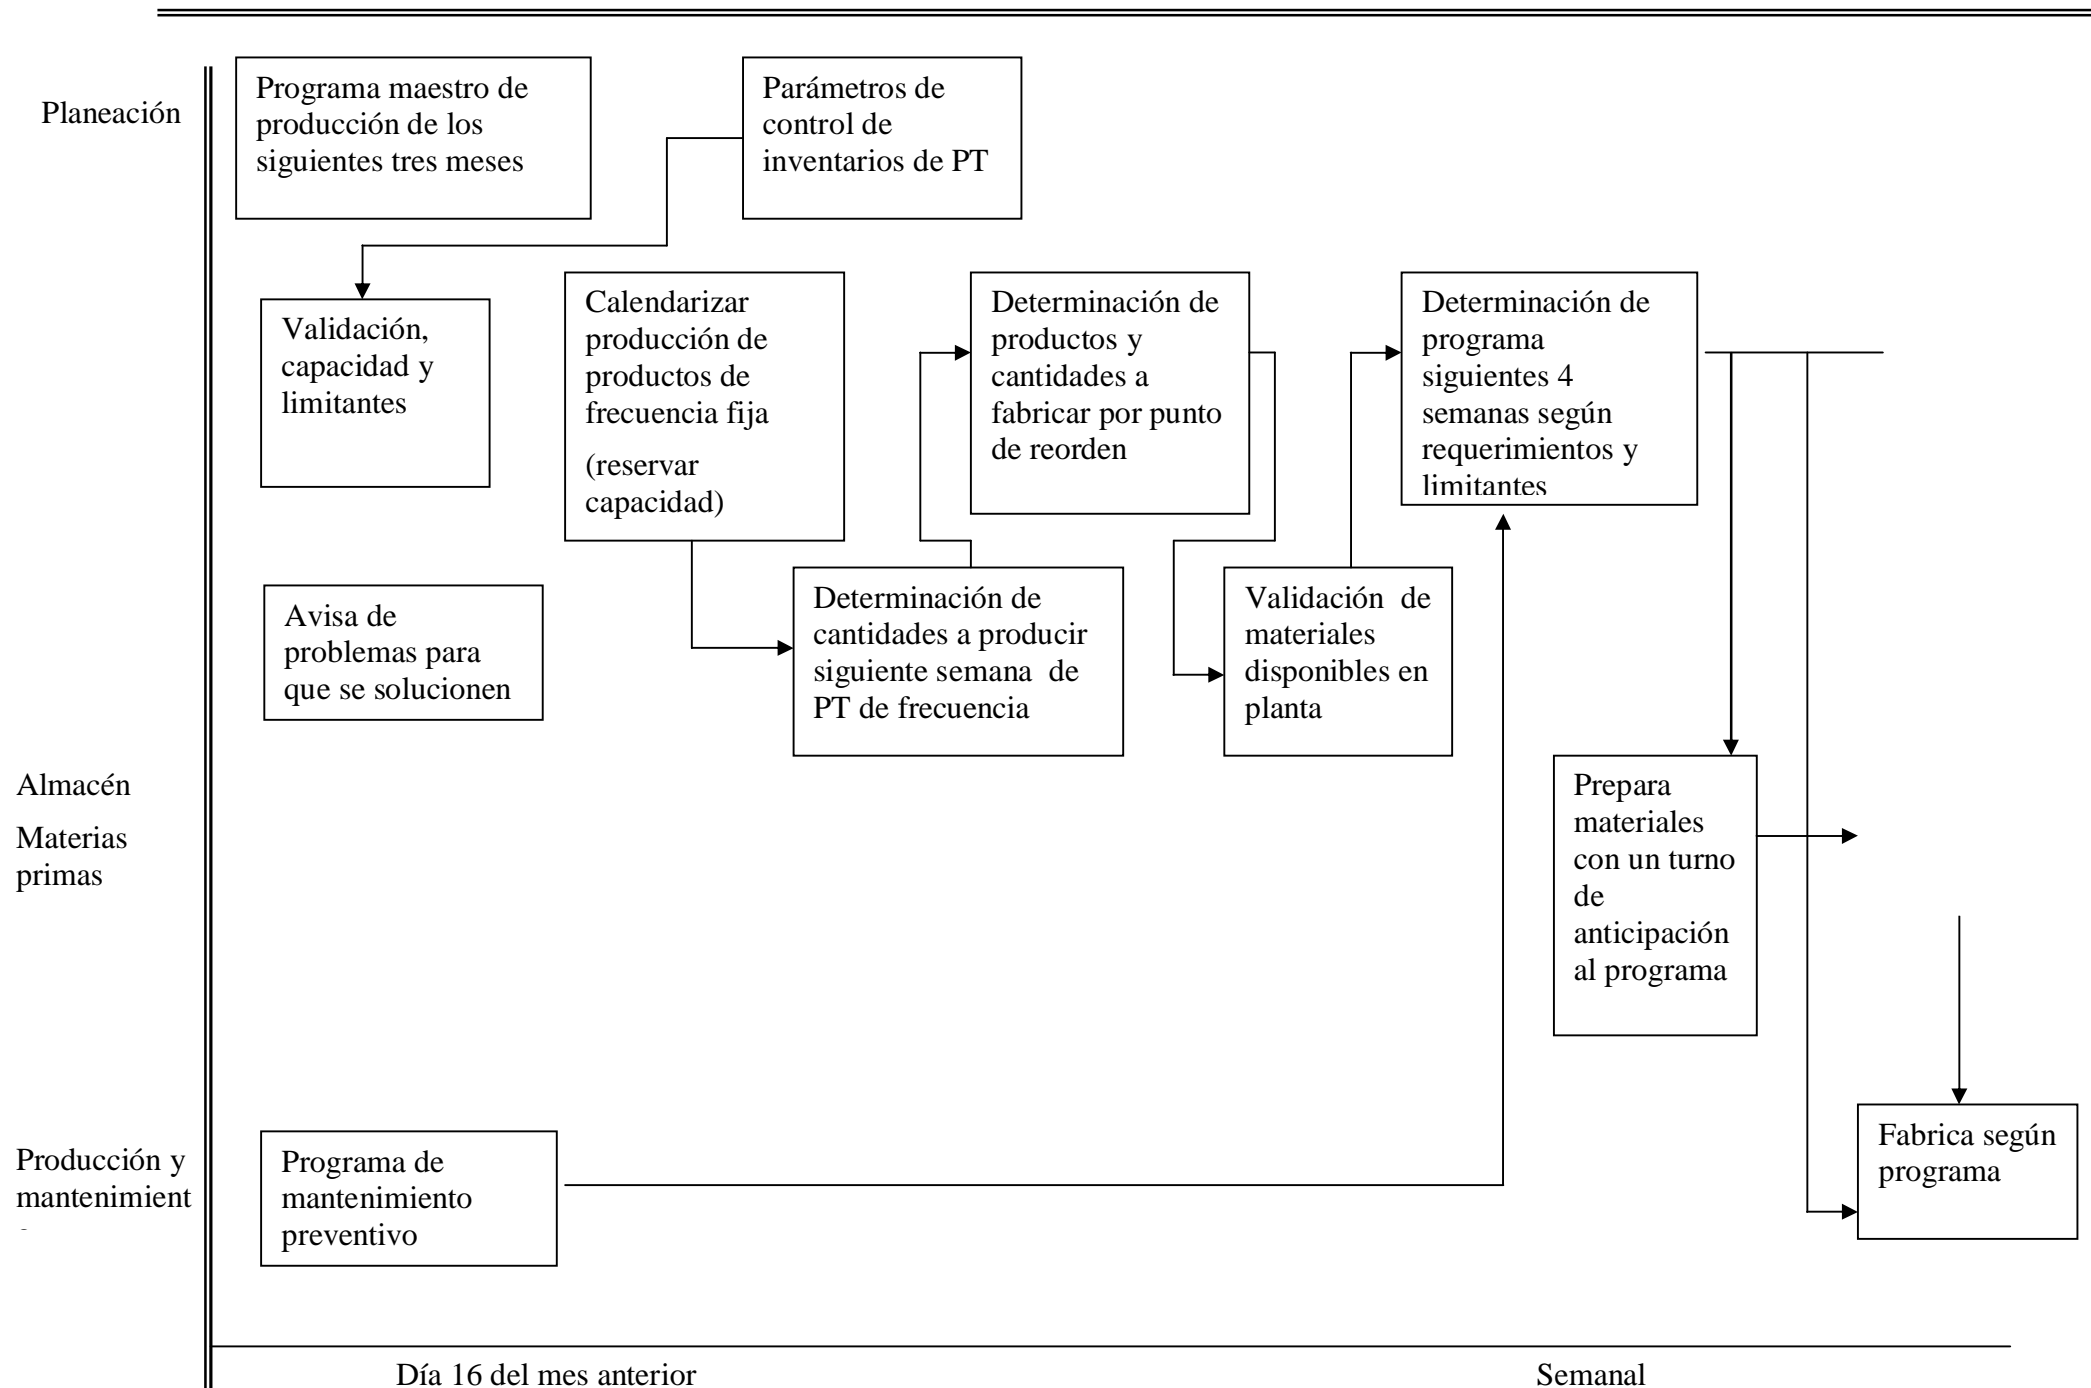 Planeación
Programa maestro de
producción de los
siguientes tres meses
Parámetros de
control de
inventarios de PT
Validación,
capacidad y
limitantes
Calendarizar
producción de
productos de
frecuencia fija
(reservar
capacidad)
Determinación de
productos y
cantidades a
fabricar por punto
de reorden
Determinación de
programa
siguientes 4
semanas según
requerimientos y
limitantes
Avisa de
problemas para
que se solucionen
Determinación de
cantidades a producir
siguiente semana de
PT de frecuencia
Validación de
materiales
disponibles en
planta
Almacén
Materias
primas
Prepara
materiales
con un turno
de
anticipación
al programa
Producción y
mantenimient
Programa de
mantenimiento
preventivo
Fabrica según
programa
Día 16 del mes anterior
Semanal